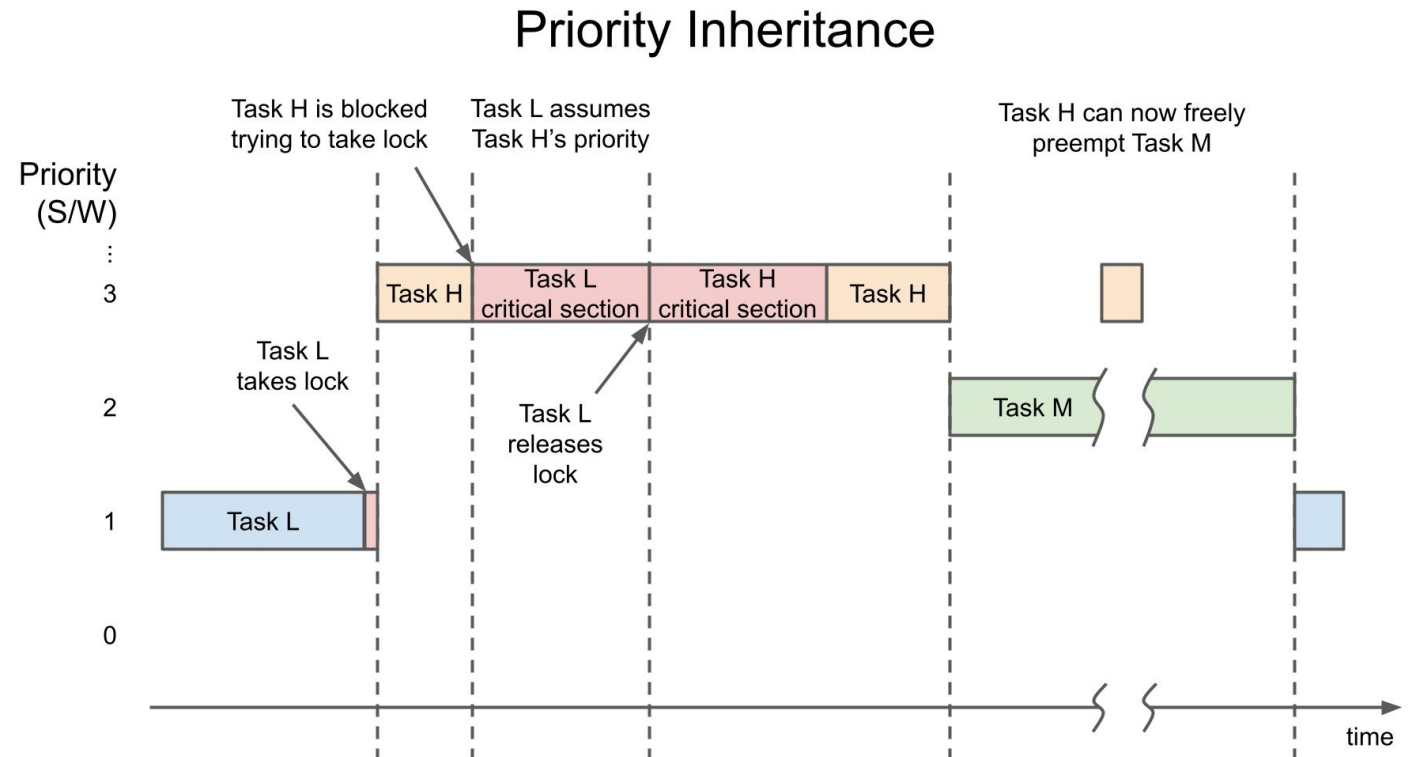 Priority Inheritance
Task H is blocked
trying to take lock
Task L assumes
Task H’s priority
Task H can now freely
preempt Task M
Priority
(S/W)
⋮
3
Task H
Task L
critical section
Task H
critical section
Task H
Task L
takes lock
2
Task L
releases
lock
Task M
1
Task L
0
time